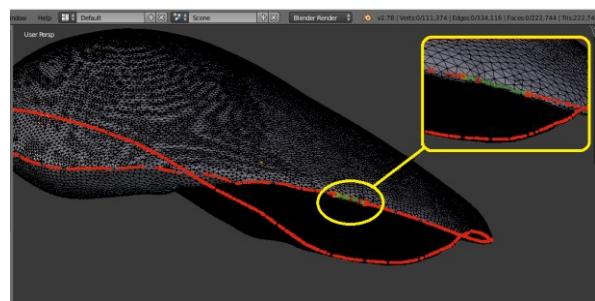 Window Help Default Scene Blender Render v2.78 | Verts:0/111,374 | Edges:0/334,116 | Faces:0/222,744 | Tris:222,74
User Persp